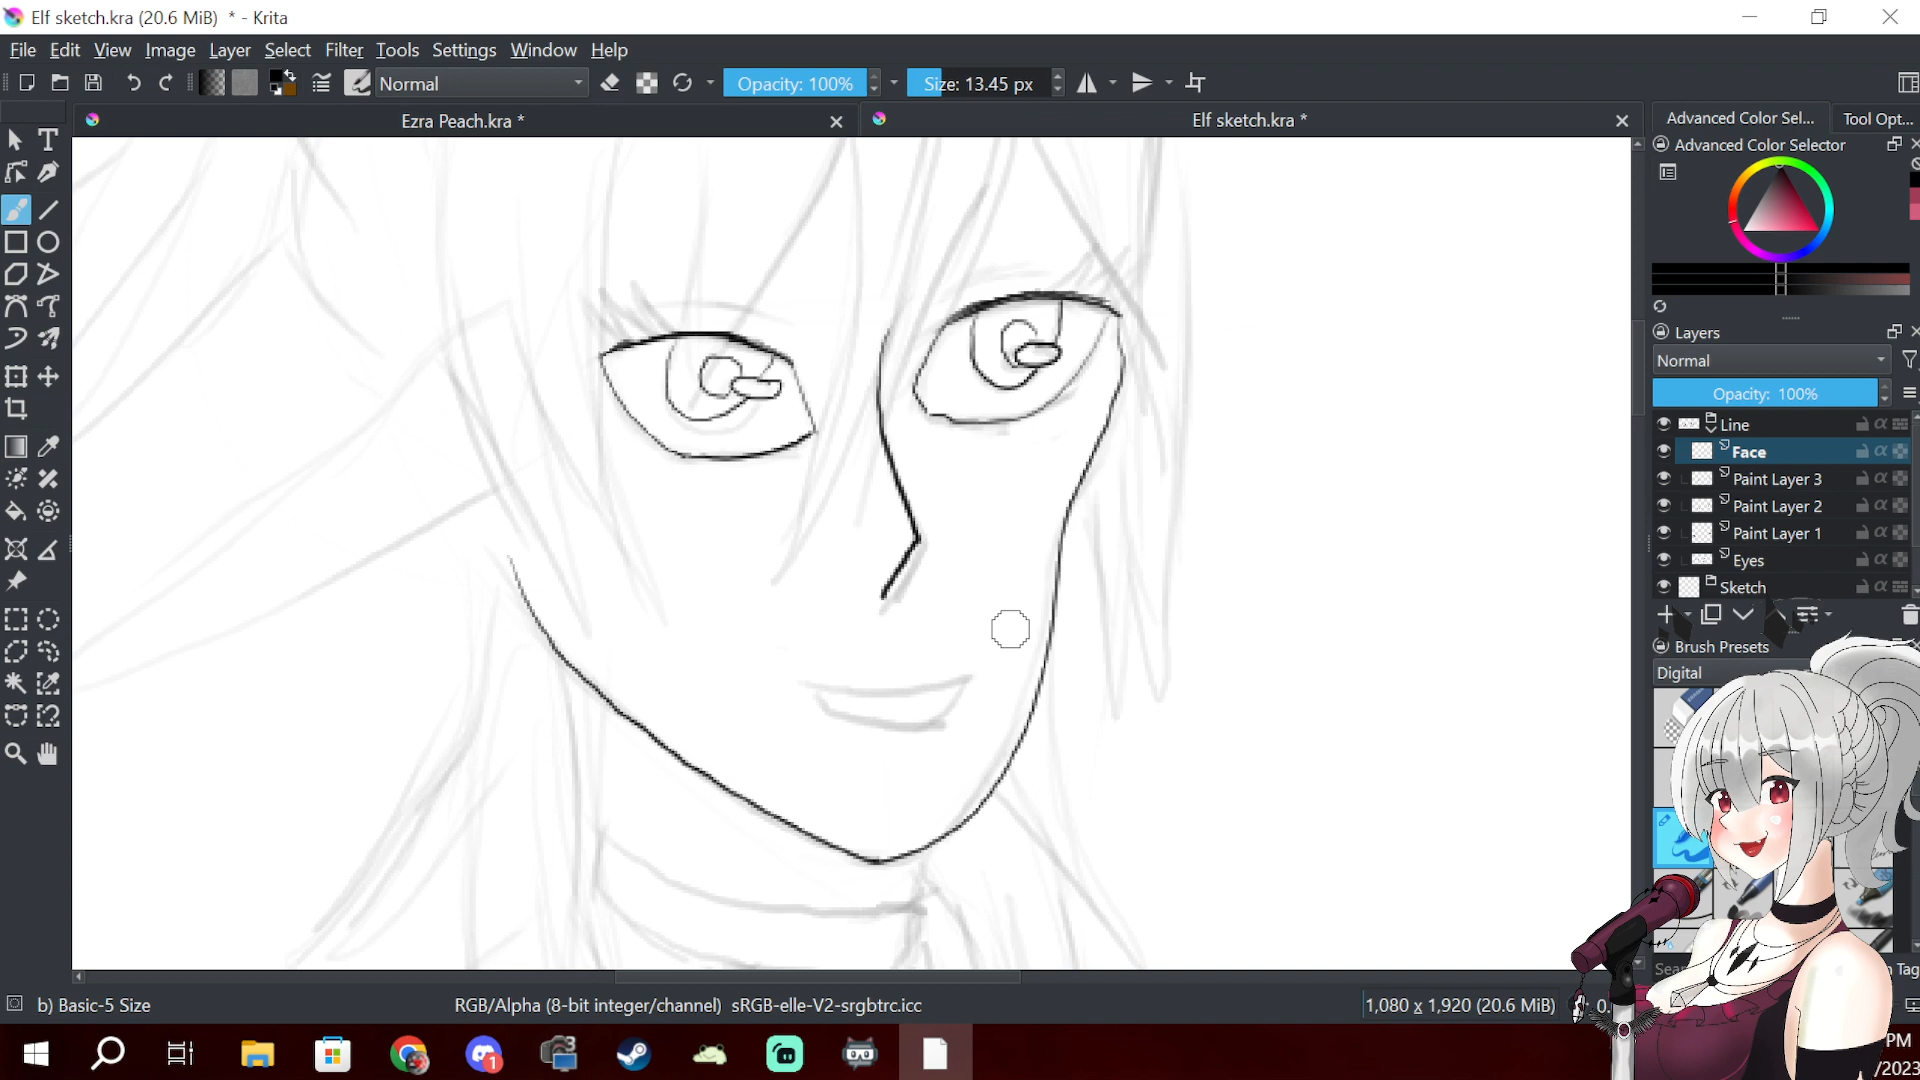 Elf sketch.kra (20.6 MiB) * - Krita
File Edit View Image Layer Select Filter Tools Settings Window Help
Normal
Opacity: 100%
Size: 13.45 px
Ezra Peach.kra *
Elf sketch.kra *
Advanced Color Sel...
Tool Opt...
Advanced Color Selector
Layers
Normal
Opacity: 100%
Line
Face
Paint Layer 3
Paint Layer 2
Paint Layer 1
Eyes
Sketch
Brush Presets
Digital
Tag
b) Basic-5 Size
RGB/Alpha (8-bit integer/channel) sRGB-elle-V2-srgbtrc.icc
1,080 x 1,920 (20.6 MiB)
PM
/2023
3
1